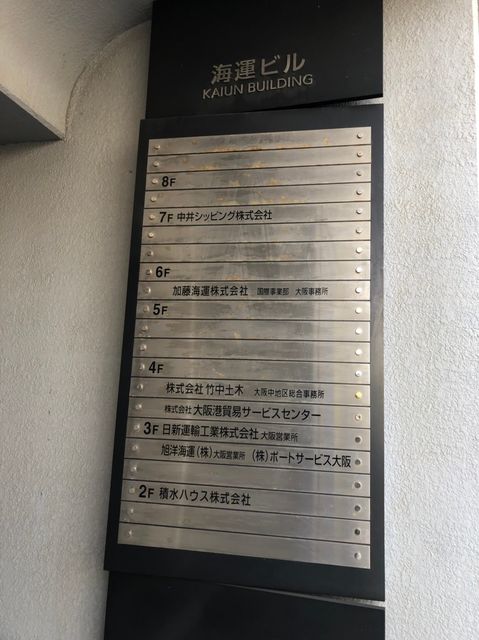 海運ビル
KAIUN BUILDING
8F
7F 中井シッピング株式会社
6F
加藤海運株式会社 国際事業部 大阪事務所
5F
4F
株式会社 竹中土木 大阪中地区総合事務所
株式会社 大阪港貿易サービスセンター
3F 日新運輸工業株式会社 大阪営業所
旭洋海運(株)大阪営業所 (株)ポートサービス大阪
2F 積水ハウス株式会社